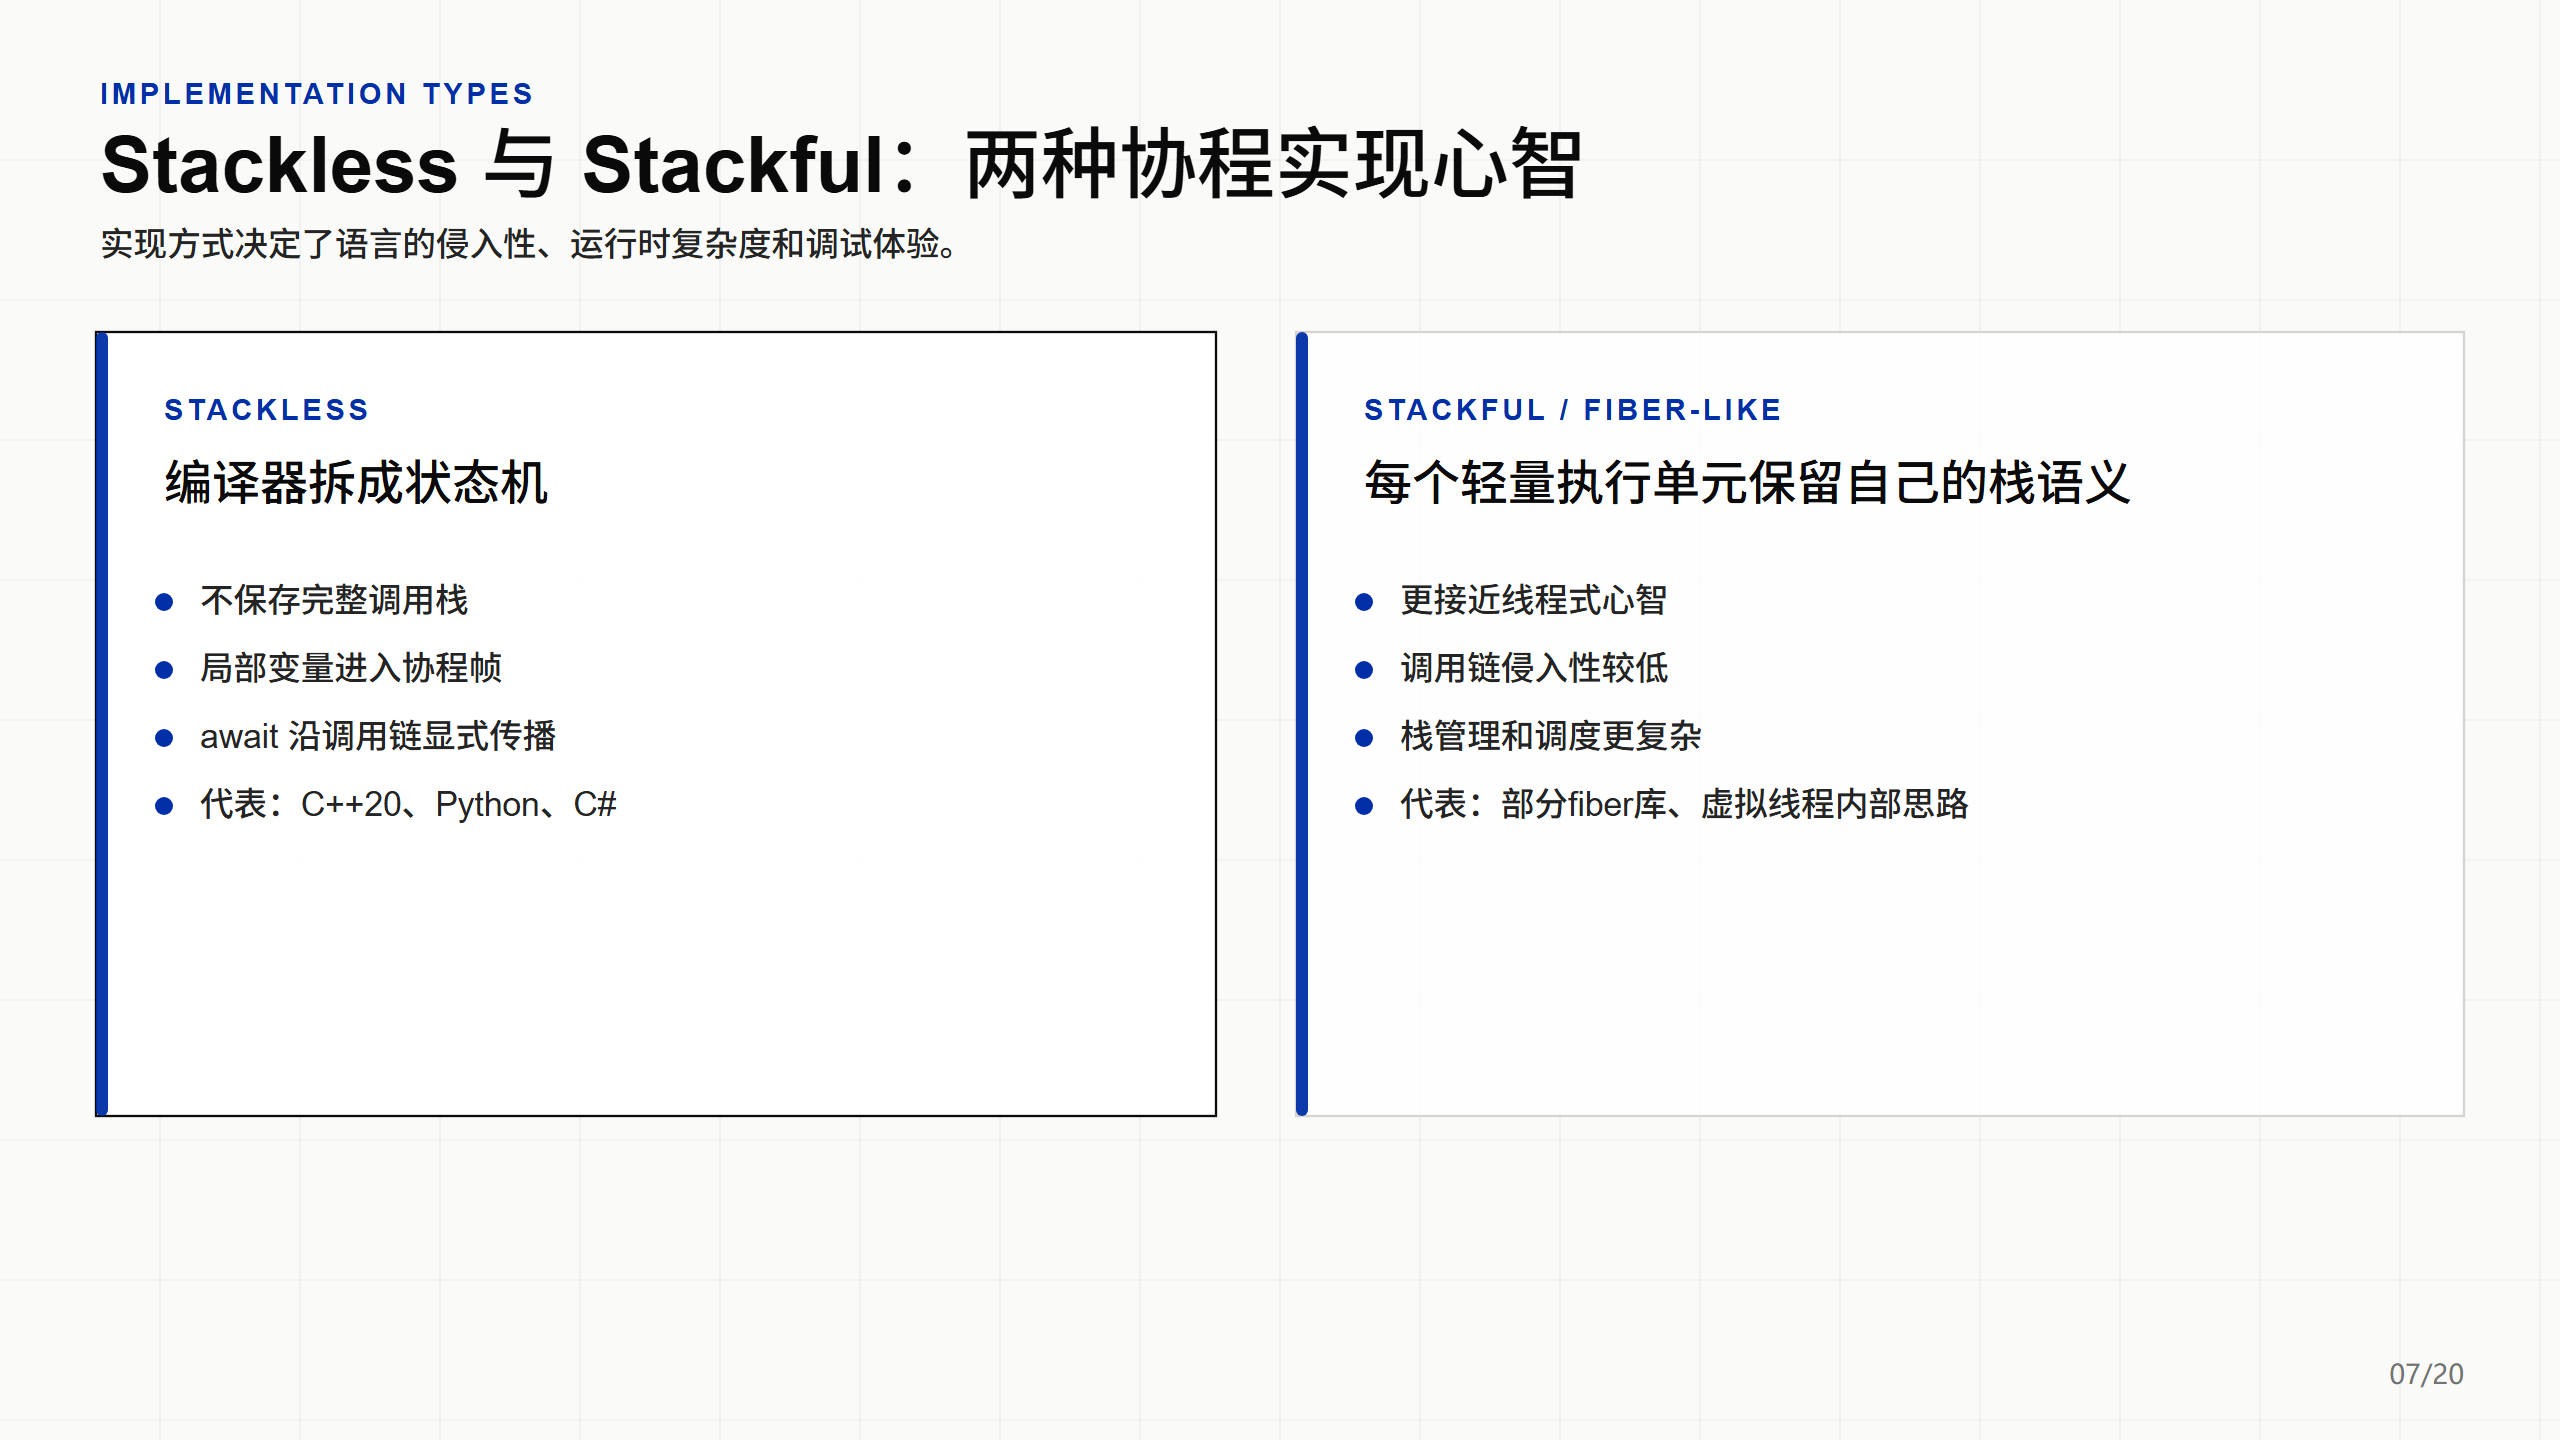 IMPLEMENTATION TYPES
Stackless 与 Stackful：两种协程实现心智
实现方式决定了语言的侵入性、运行时复杂度和调试体验。
STACKLESS
编译器拆成状态机
不保存完整调用栈
局部变量进入协程帧
await 沿调用链显式传播
代表：C++20、Python、C#
STACKFUL / FIBER-LIKE
每个轻量执行单元保留自己的栈语义
更接近线程式心智
调用链侵入性较低
栈管理和调度更复杂
代表：部分fiber库、虚拟线程内部思路
07/20